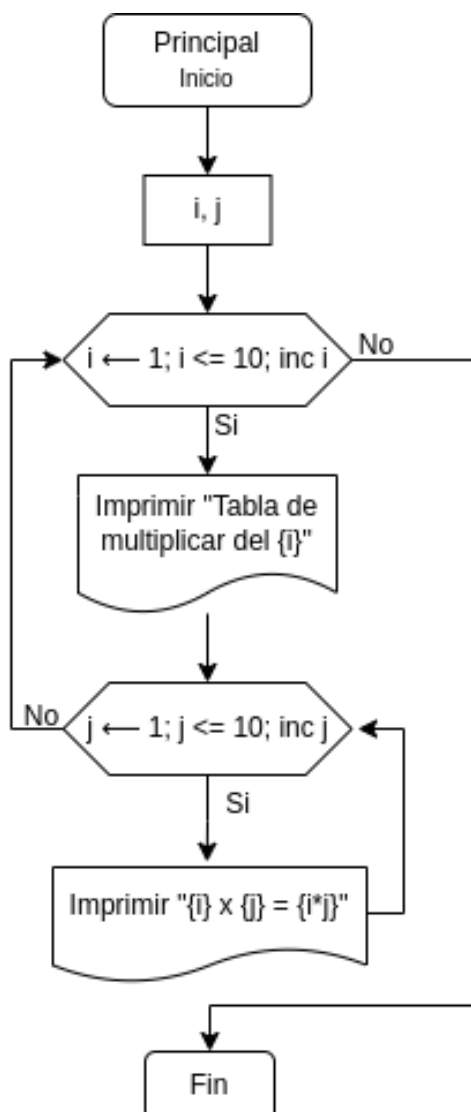 Principal
Inicio
i, j
i ⟵ 1; i <= 10; inc i
No
Si
Imprimir "Tabla de
multiplicar del {i}"
No
j ⟵ 1; j <= 10; inc j
Si
Imprimir "{i} x {j} = {i*j}"
Fin